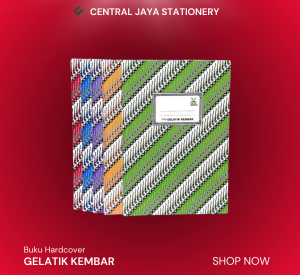 CENTRAL JAYA STATIONERY
GELATIK KEMBAR
Buku Hardcover
GELATIK KEMBAR
SHOP NOW